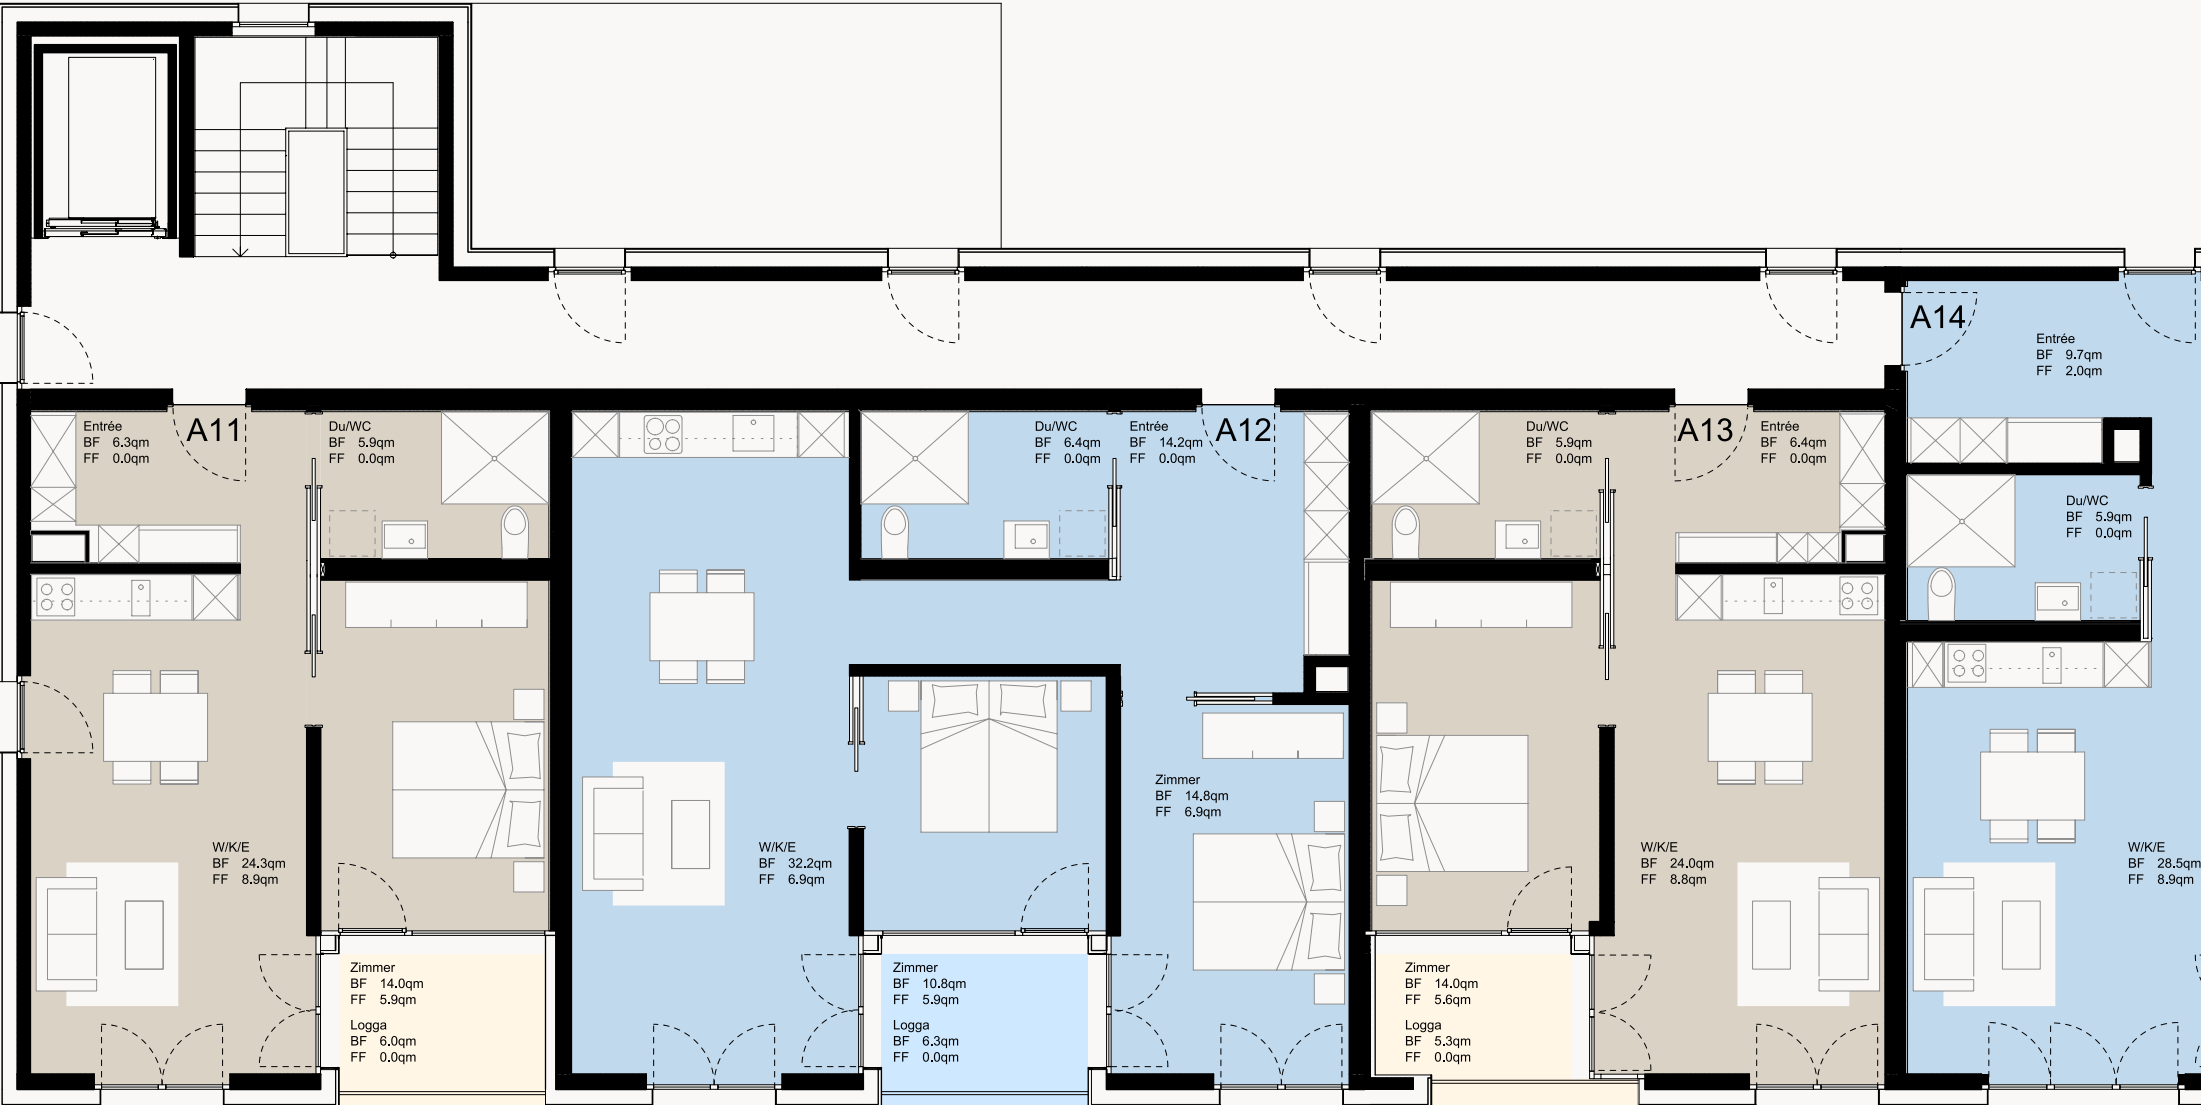 A11
Entrée
BF 6.3qm
FF 0.0qm
Du/WC
BF 5.9qm
FF 0.0qm
W/K/E
BF 24.3qm
FF 8.9qm
Zimmer
BF 14.0qm
FF 5.9qm
Logga
BF 6.0qm
FF 0.0qm
A12
Du/WC
BF 6.4qm
FF 0.0qm
Entrée
BF 14.2qm
FF 0.0qm
Zimmer
BF 14.8qm
FF 6.9qm
W/K/E
BF 32.2qm
FF 6.9qm
Zimmer
BF 10.8qm
FF 5.9qm
Logga
BF 6.3qm
FF 0.0qm
A13
Du/WC
BF 5.9qm
FF 0.0qm
Entrée
BF 6.4qm
FF 0.0qm
W/K/E
BF 24.0qm
FF 8.8qm
Zimmer
BF 14.0qm
FF 5.6qm
Logga
BF 5.3qm
FF 0.0qm
A14
Entrée
BF 9.7qm
FF 2.0qm
Du/WC
BF 5.9qm
FF 0.0qm
W/K/E
BF 28.5qm
FF 8.9qm